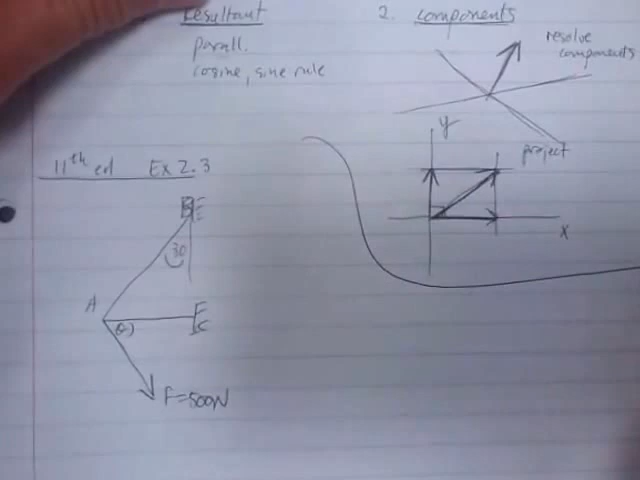 Resultant
parall.
cosine, sine rule
2. components
resolve
components
project
y
x
11th ed Ex 2.3
B
30
A
C
F=500N